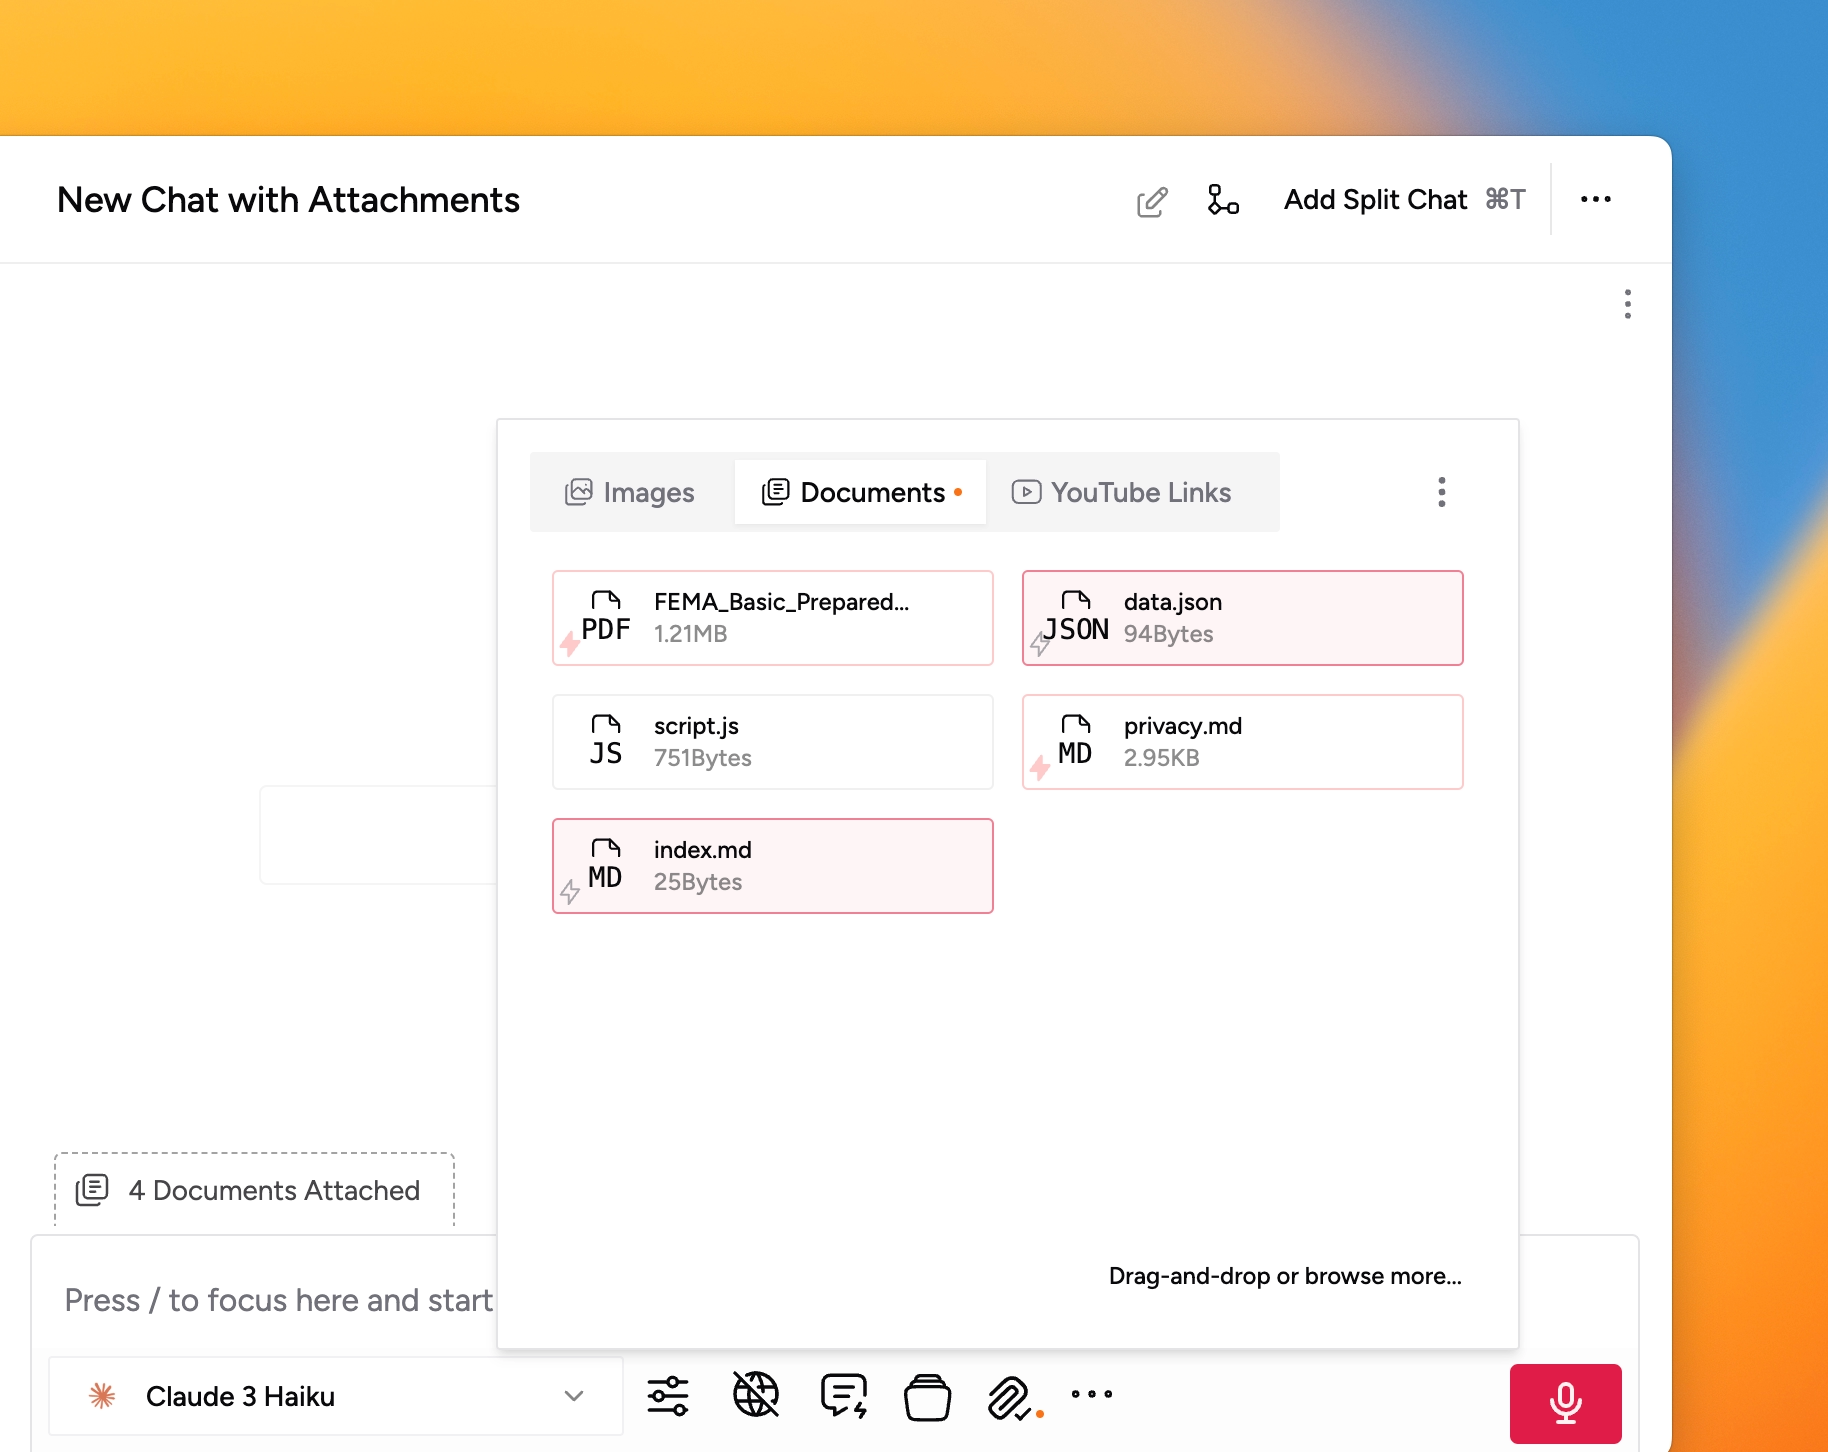 New Chat with Attachments
Add Split Chat ⌘T
Images
Documents
YouTube Links
PDF
FEMA_Basic_Prepared...
1.21MB
JSON
data.json
94Bytes
JS
script.js
751Bytes
MD
privacy.md
2.95KB
MD
index.md
25Bytes
4 Documents Attached
Drag-and-drop or browse more...
Press / to focus here and start
Claude 3 Haiku